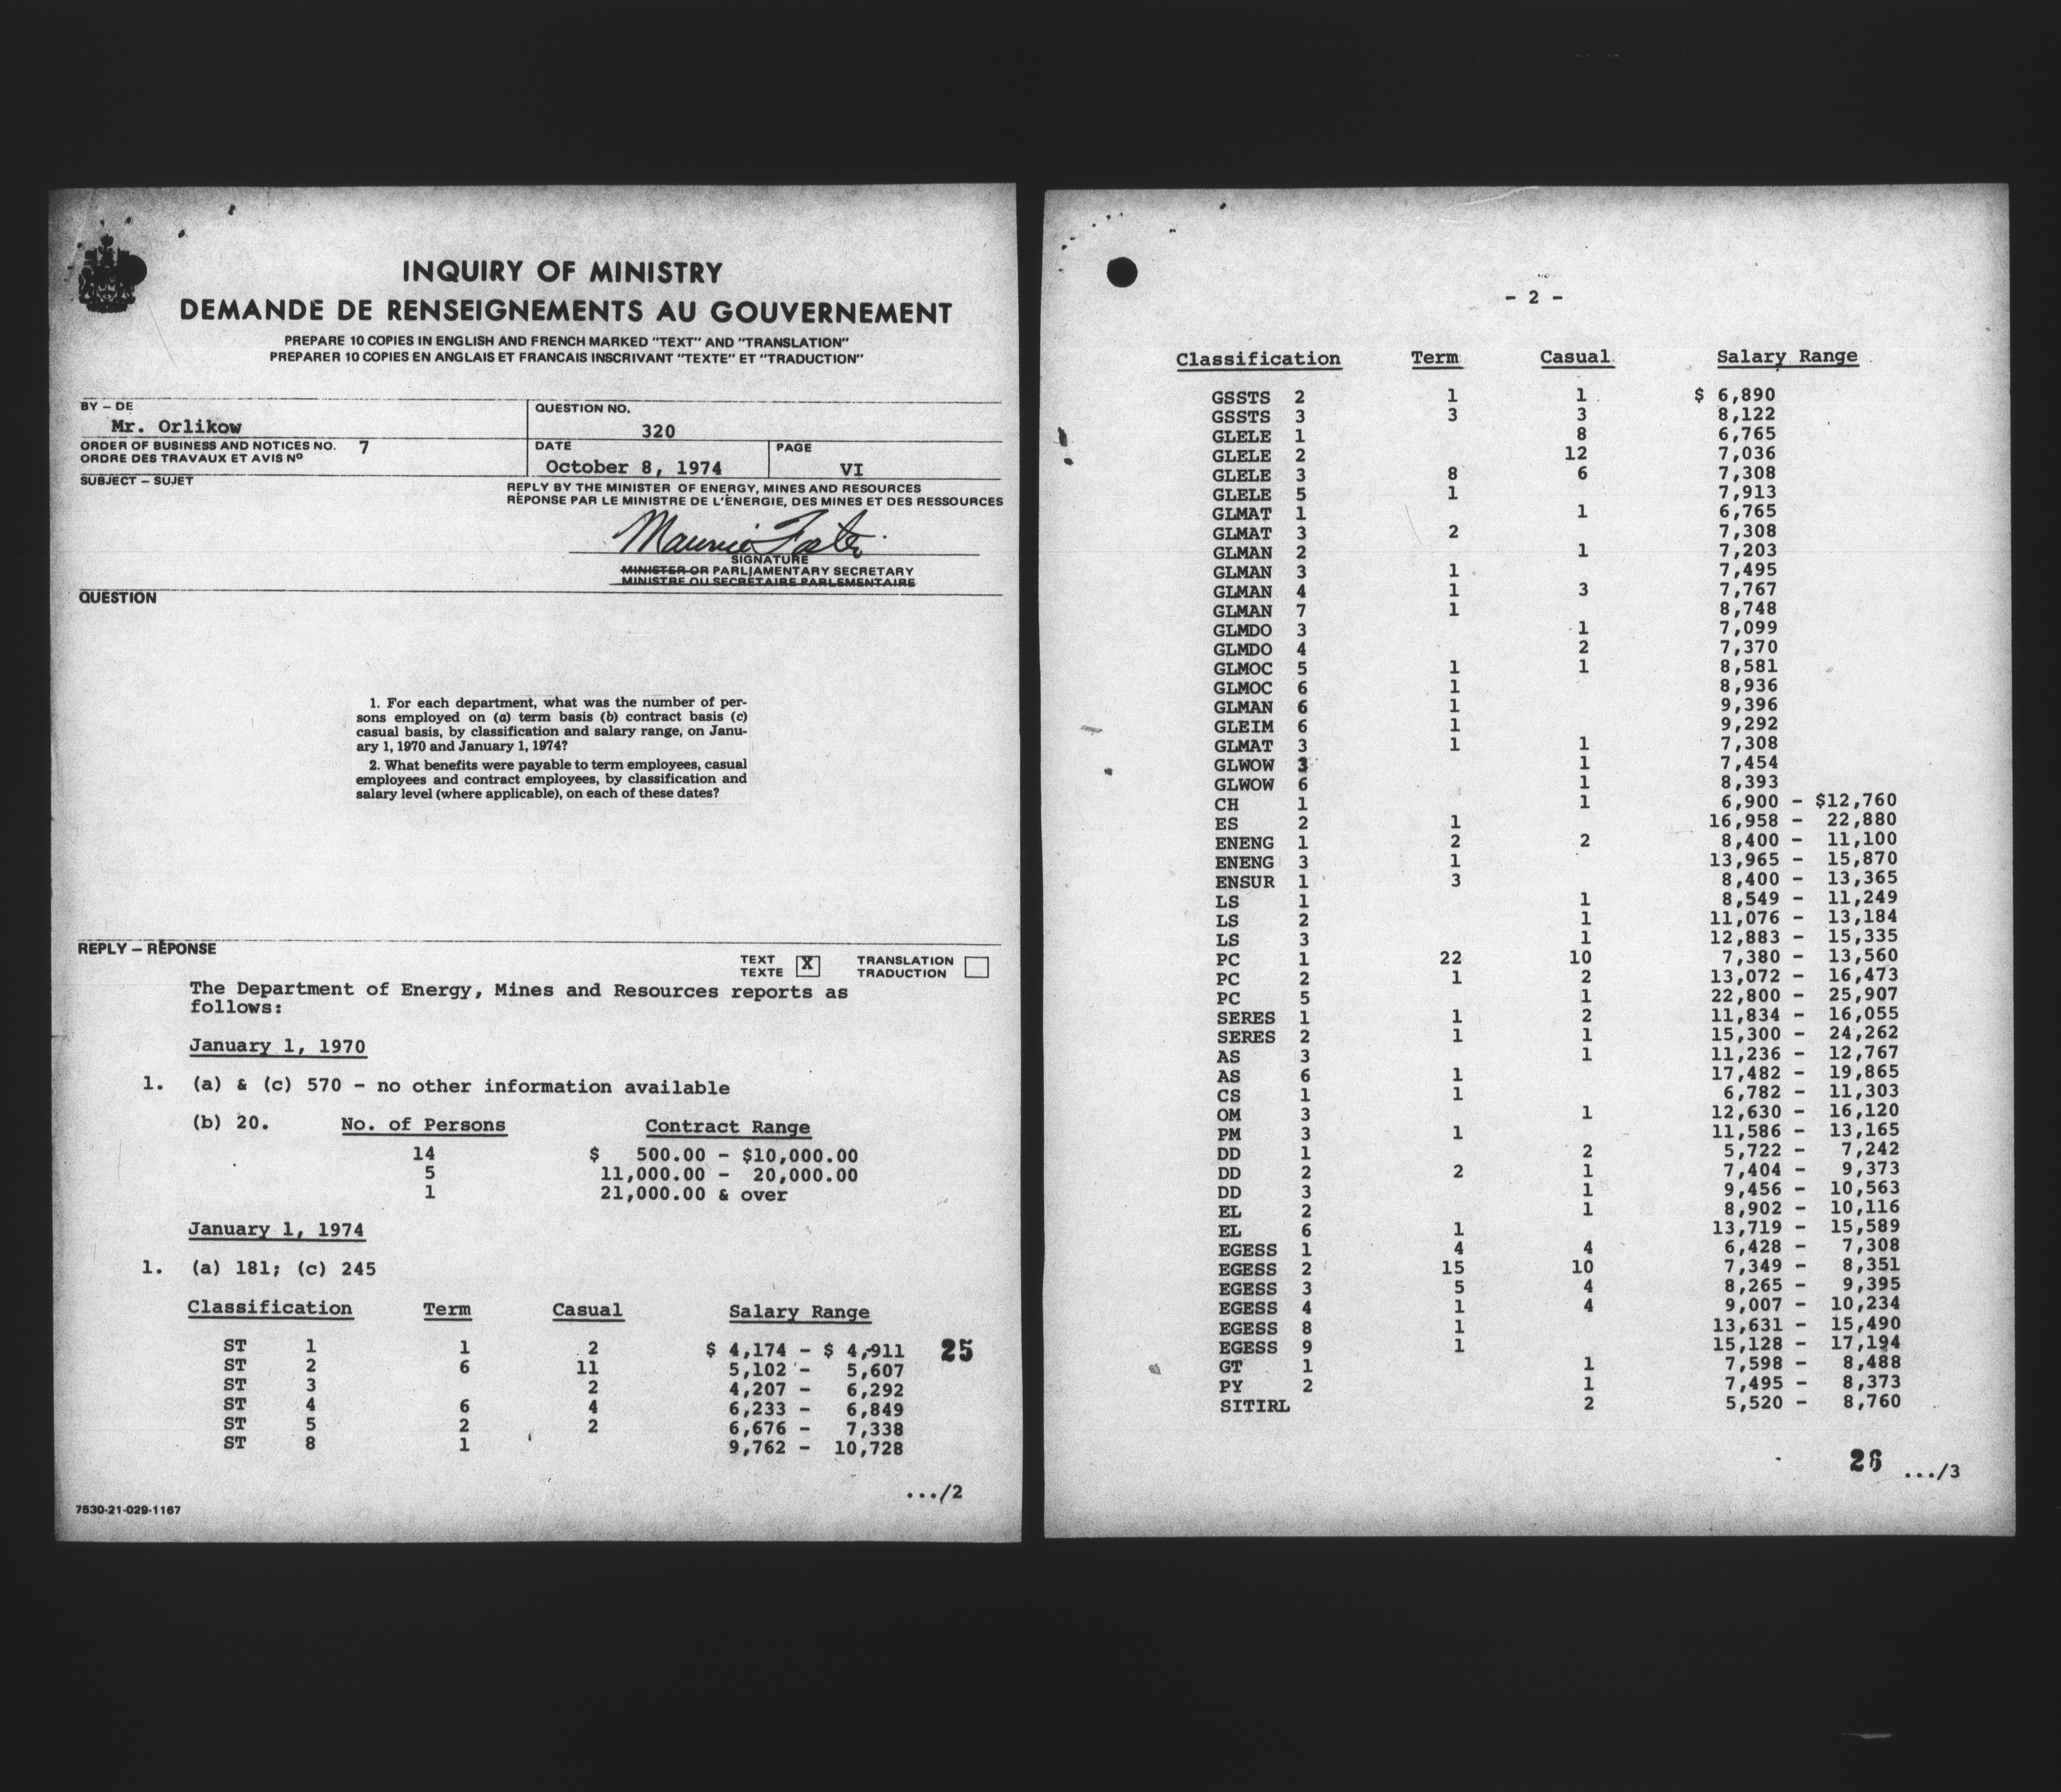 INQUIRY OF MINISTRY
DEMANDE DE RENSEIGNEMENTS AU GOUVERNEMENT
PREPARE 10 COPIES IN ENGLISH AND FRENCH MARKED "TEXT" AND "TRANSLATION"
PREPARER 10 COPIES EN ANGLAIS ET FRANCAIS INSCRIVANT "TEXTE" ET "TRADUCTION"
BY – DE
Mr. Orlikow
QUESTION NO.
320
ORDER OF BUSINESS AND NOTICES NO. 7
ORDRE DES TRAVAUX ET AVIS Nº
DATE
October 8, 1974
PAGE
VI
SUBJECT – SUJET
REPLY BY THE MINISTER OF ENERGY, MINES AND RESOURCES
RÉPONSE PAR LE MINISTRE DE L'ÉNERGIE, DES MINES ET DES RESSOURCES
SIGNATURE
MINISTER OR PARLIAMENTARY SECRETARY
MINISTRE OU SECRÉTAIRE PARLEMENTAIRE
QUESTION
1. For each department, what was the number of per-
sons employed on (a) term basis (b) contract basis (c)
casual basis, by classification and salary range, on Janu-
ary 1, 1970 and January 1, 1974?
2. What benefits were payable to term employees, casual
employees and contract employees, by classification and
salary level (where applicable), on each of these dates?
REPLY – RÉPONSE
TEXT
TEXTE X
TRANSLATION
TRADUCTION
The Department of Energy, Mines and Resources reports as
follows:
January 1, 1970
1. (a) & (c) 570 - no other information available
(b) 20. No. of Persons Contract Range
14 $ 500.00 - $10,000.00
5 11,000.00 - 20,000.00
1 21,000.00 & over
January 1, 1974
1. (a) 181; (c) 245
Classification Term Casual Salary Range
ST 1 1 2 $ 4,174 - $ 4,911 25
ST 2 6 11 5,102 - 5,607
ST 3 2 4,207 - 6,292
ST 4 6 4 6,233 - 6,849
ST 5 2 2 6,676 - 7,338
ST 8 1 9,762 - 10,728
.../2
7530-21-029-1167
- 2 -
Classification Term Casual Salary Range
GSSTS 2 1 1 $ 6,890
GSSTS 3 3 3 8,122
GLELE 1 8 6,765
GLELE 2 12 7,036
GLELE 3 8 6 7,308
GLELE 5 1 7,913
GLMAT 1 1 6,765
GLMAT 3 2 7,308
GLMAN 2 1 7,203
GLMAN 3 1 7,495
GLMAN 4 1 3 7,767
GLMAN 7 1 8,748
GLMDO 3 1 7,099
GLMDO 4 2 7,370
GLMOC 5 1 1 8,581
GLMOC 6 1 8,936
GLMAN 6 1 9,396
GLEIM 6 1 9,292
GLMAT 3 1 1 7,308
GLWOW 3 1 7,454
GLWOW 6 1 8,393
CH 1 1 6,900 - $12,760
ES 2 1 16,958 - 22,880
ENENG 1 2 2 8,400 - 11,100
ENENG 3 1 13,965 - 15,870
ENSUR 1 3 8,400 - 13,365
LS 1 1 8,549 - 11,249
LS 2 1 11,076 - 13,184
LS 3 1 12,883 - 15,335
PC 1 22 10 7,380 - 13,560
PC 2 1 2 13,072 - 16,473
PC 5 1 22,800 - 25,907
SERES 1 1 2 11,834 - 16,055
SERES 2 1 1 15,300 - 24,262
AS 3 1 11,236 - 12,767
AS 6 1 17,482 - 19,865
CS 1 1 6,782 - 11,303
OM 3 1 12,630 - 16,120
PM 3 1 11,586 - 13,165
DD 1 2 5,722 - 7,242
DD 2 2 1 7,404 - 9,373
DD 3 1 9,456 - 10,563
EL 2 1 8,902 - 10,116
EL 6 1 13,719 - 15,589
EGESS 1 4 4 6,428 - 7,308
EGESS 2 15 10 7,349 - 8,351
EGESS 3 5 4 8,265 - 9,395
EGESS 4 1 4 9,007 - 10,234
EGESS 8 1 13,631 - 15,490
EGESS 9 1 15,128 - 17,194
GT 1 1 7,598 - 8,488
PY 2 1 7,495 - 8,373
SITIRL 2 5,520 - 8,760
26 .../3